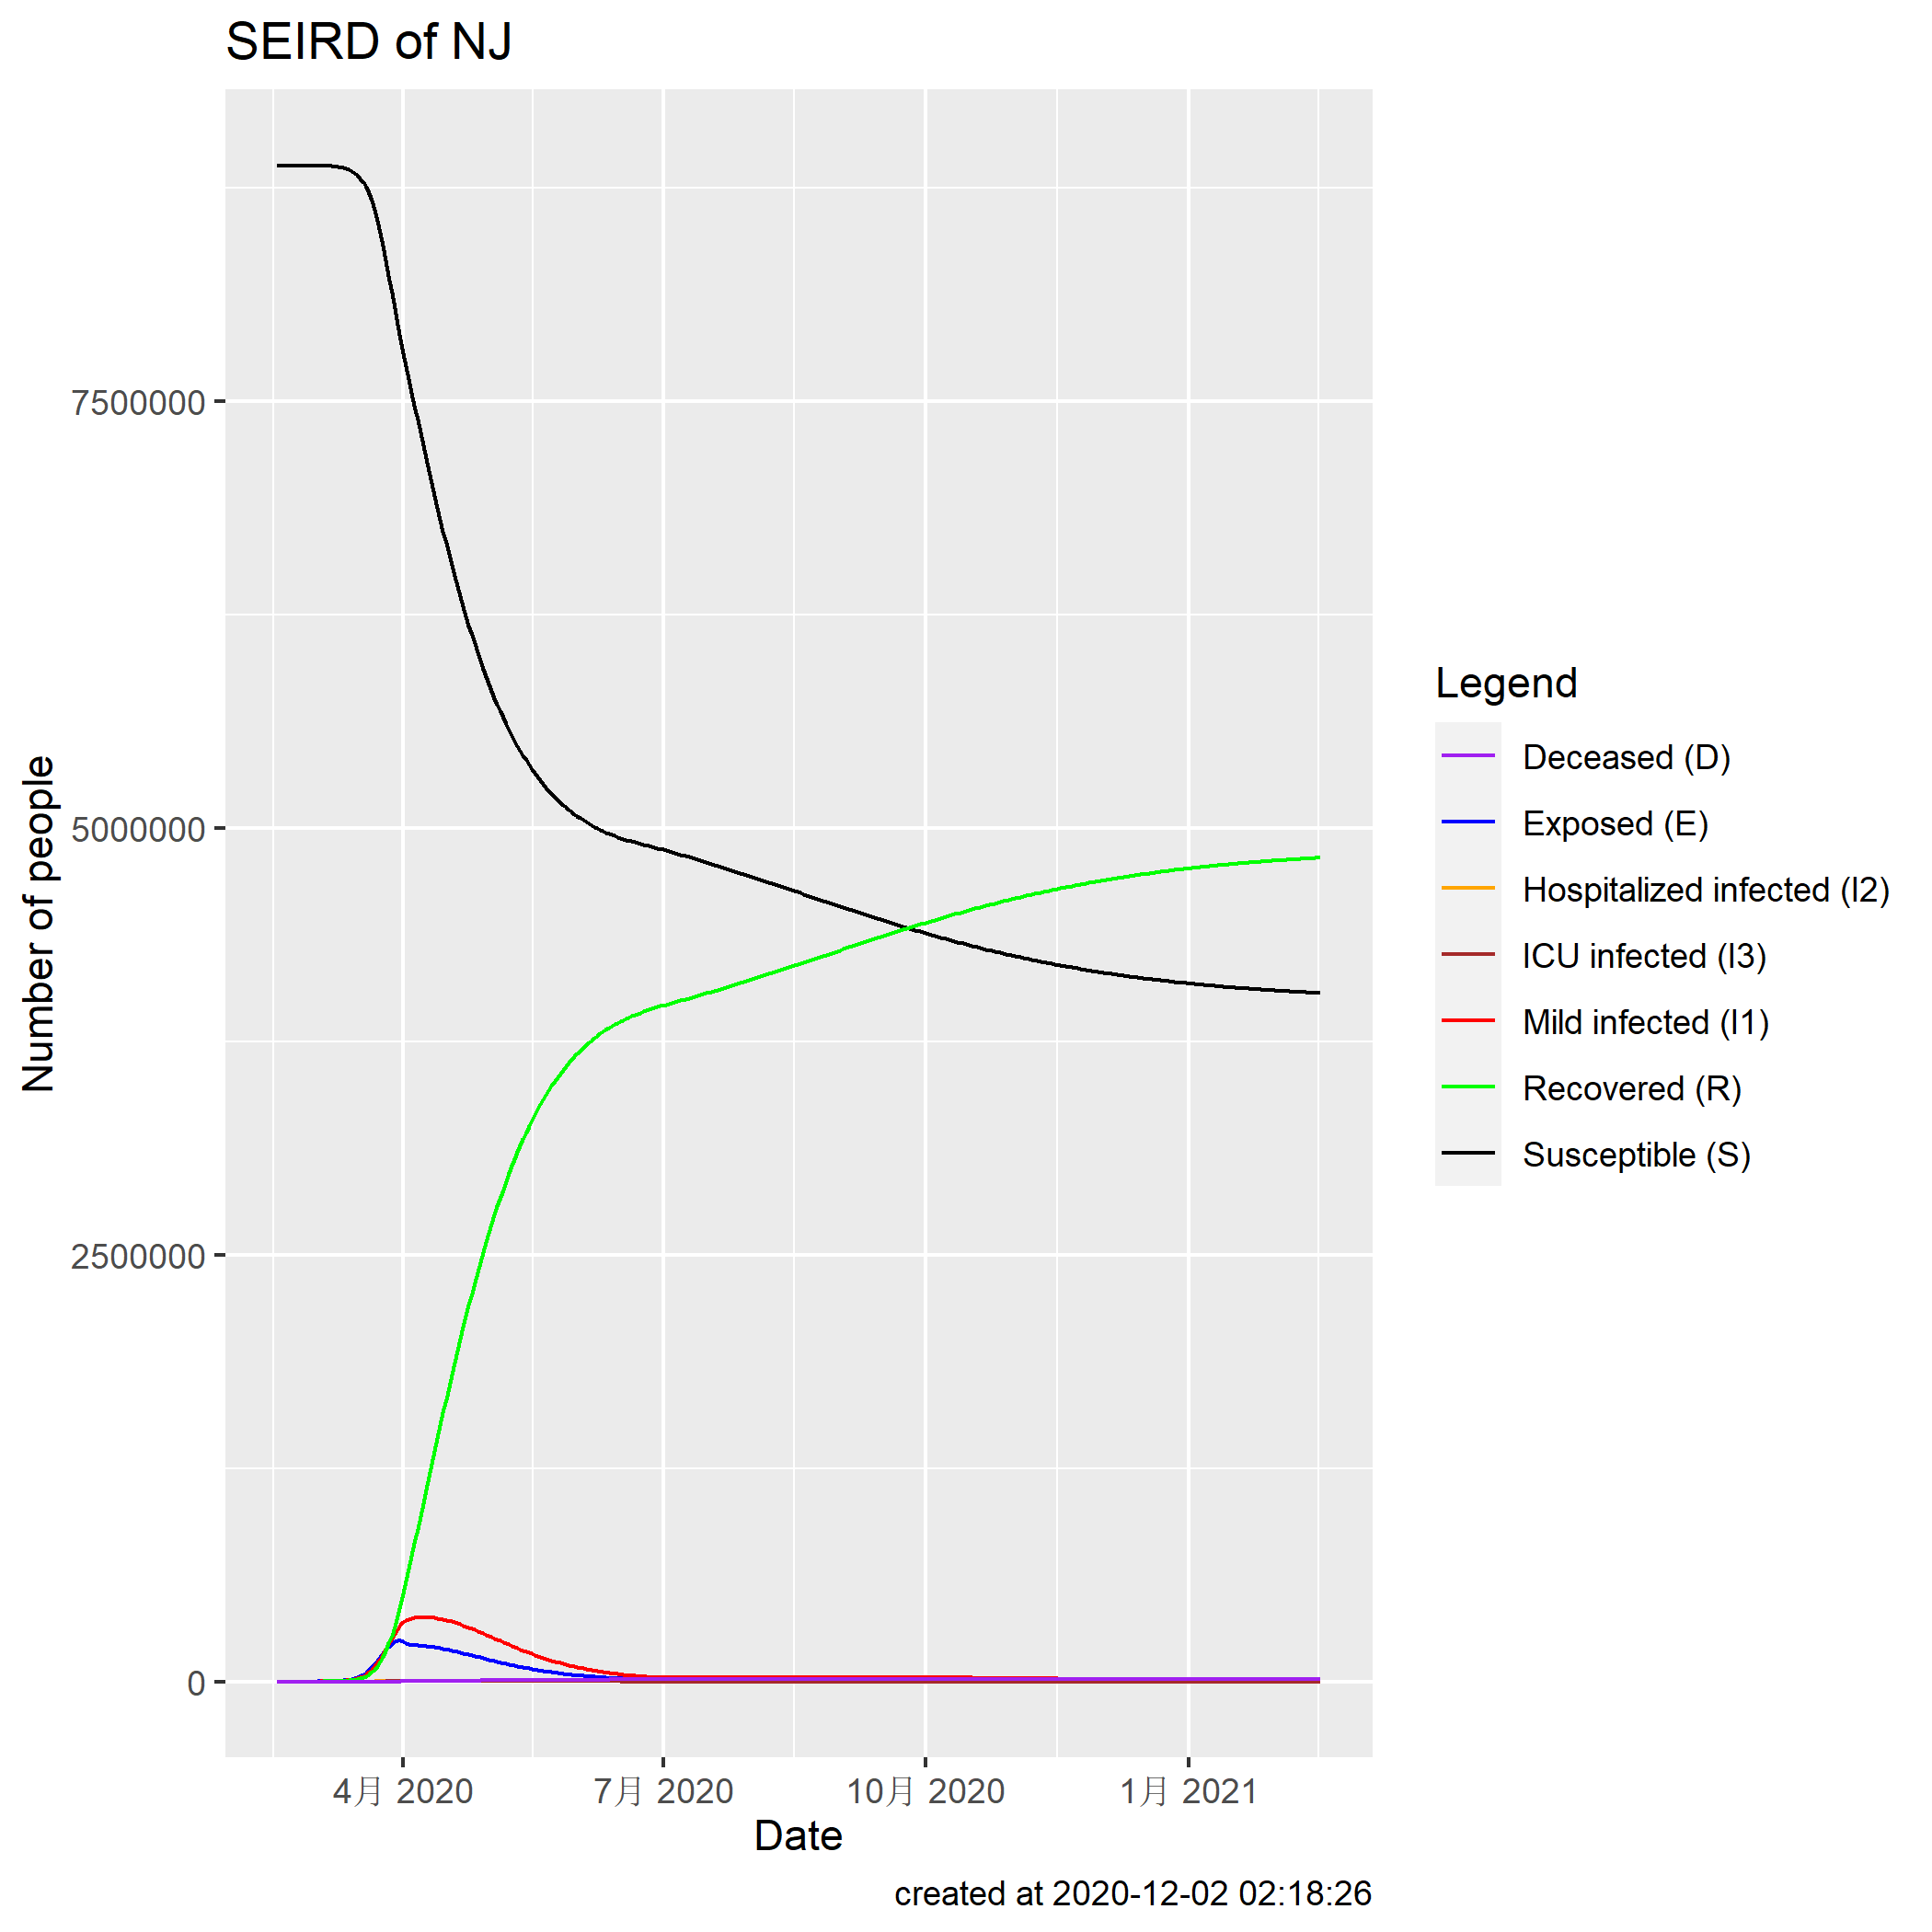 SEIRD of NJ
Number of people
7500000
5000000
2500000
0
4月 2020
7月 2020
10月 2020
1月 2021
Date
Legend
Deceased (D)
Exposed (E)
Hospitalized infected (I2)
ICU infected (I3)
Mild infected (I1)
Recovered (R)
Susceptible (S)
created at 2020-12-02 02:18:26